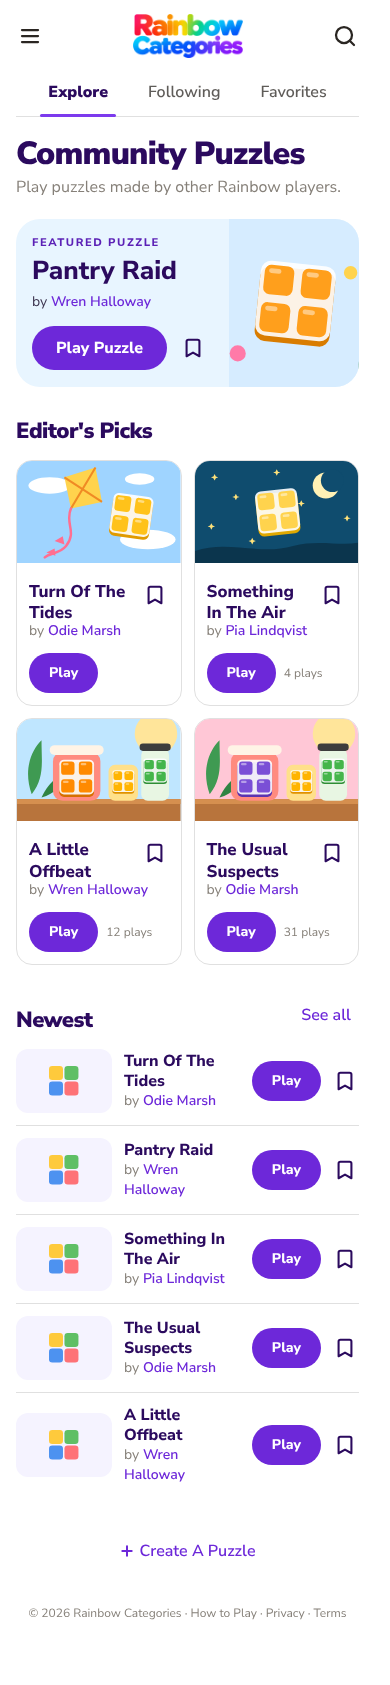 Rainbow
Categories
Explore Following Favorites
Community Puzzles
Play puzzles made by other Rainbow players.
FEATURED PUZZLE
Pantry Raid
by Wren Halloway
Play Puzzle
Editor's Picks
Turn Of The
Tides
by Odie Marsh
Play
Something
In The Air
by Pia Lindqvist
Play 4 plays
A Little
Offbeat
by Wren Halloway
Play 12 plays
The Usual
Suspects
by Odie Marsh
Play 31 plays
Newest See all
Turn Of The
Tides
by Odie Marsh
Play
Pantry Raid
by Wren
Halloway
Play
Something In
The Air
by Pia Lindqvist
Play
The Usual
Suspects
by Odie Marsh
Play
A Little
Offbeat
by Wren
Halloway
Play
+ Create A Puzzle
© 2026 Rainbow Categories · How to Play · Privacy · Terms